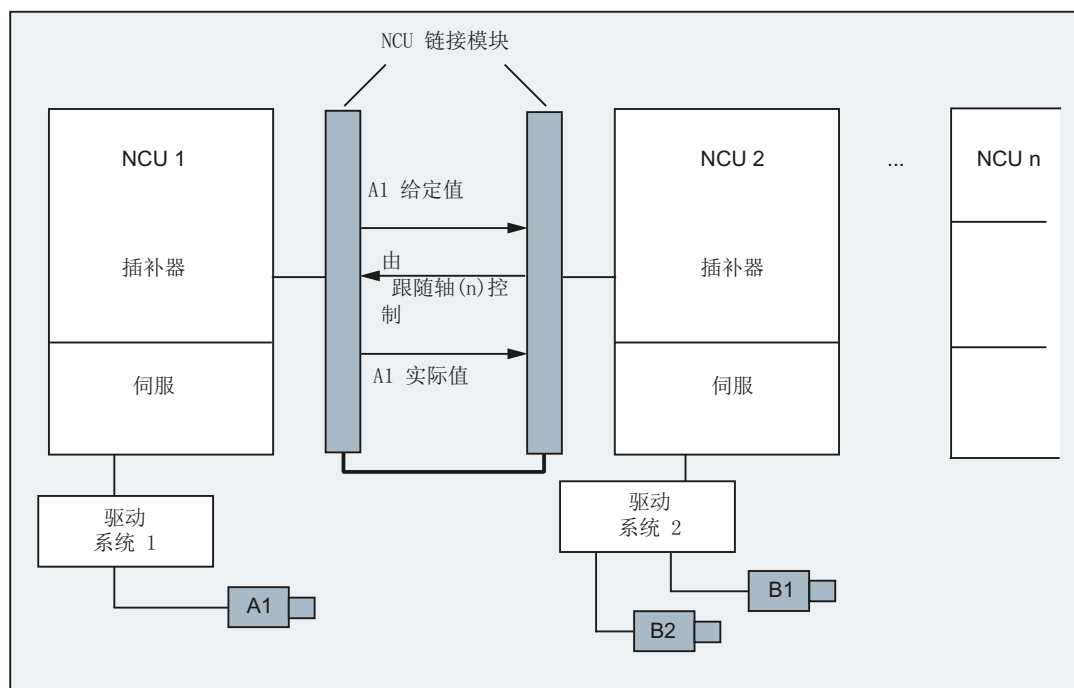 NCU 链接模块
NCU 1
NCU 2
...
NCU n
A1 给定值
插补器
由
跟随轴(n)控
制
插补器
A1 实际值
伺服
伺服
驱动
系统 1
驱动
系统 2
A1
B1
B2